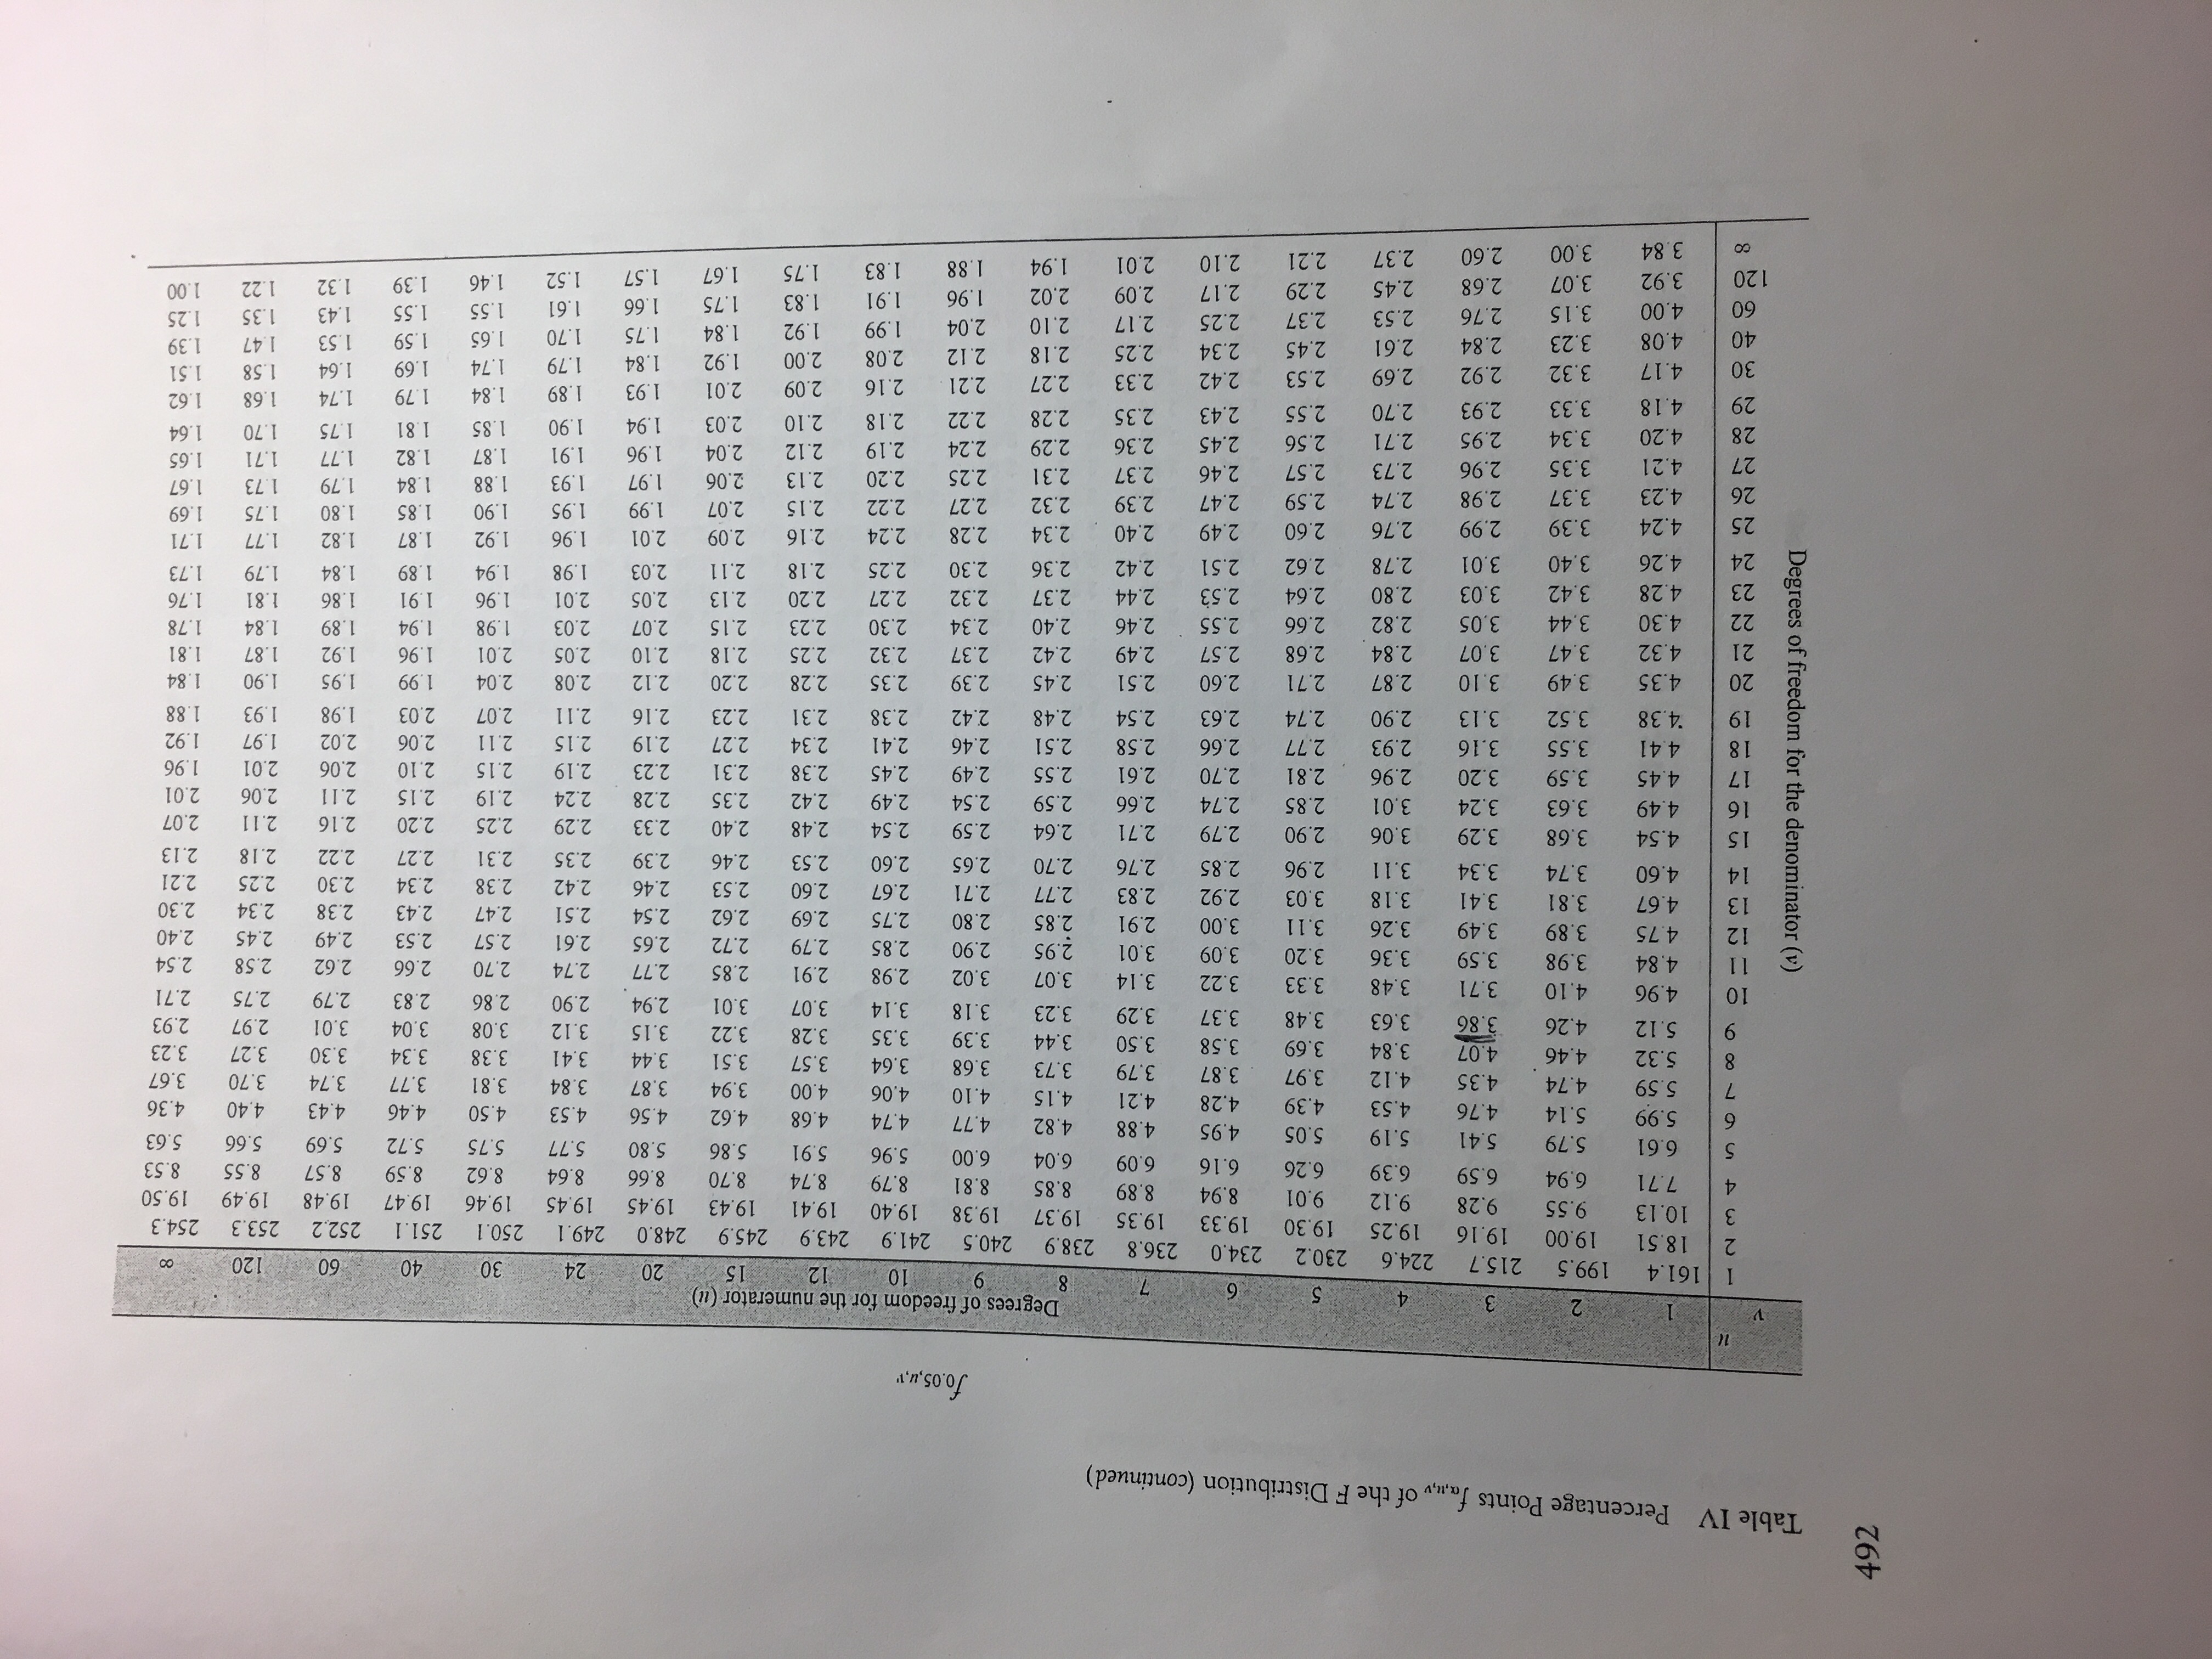 492
Table IV Percentage Points fα,u,v of the F Distribution (continued)
f0.05,u,v
u
Degrees of freedom for the numerator (u)
v 1 2 3 4 5 6 7 8 9 10 12 15 20 24 30 40 60 120 ∞
1 161.4 199.5 215.7 224.6 230.2 234.0 236.8 238.9 240.5 241.9 243.9 245.9 248.0 249.1 250.1 251.1 252.2 253.3 254.3
2 18.51 19.00 19.16 19.25 19.30 19.33 19.35 19.37 19.38 19.40 19.41 19.43 19.45 19.45 19.46 19.47 19.48 19.49 19.50
3 10.13 9.55 9.28 9.12 9.01 8.94 8.89 8.85 8.81 8.79 8.74 8.70 8.66 8.64 8.62 8.59 8.57 8.55 8.53
4 7.71 6.94 6.59 6.39 6.26 6.16 6.09 6.04 6.00 5.96 5.91 5.86 5.80 5.77 5.75 5.72 5.69 5.66 5.63
5 6.61 5.79 5.41 5.19 5.05 4.95 4.88 4.82 4.77 4.74 4.68 4.62 4.56 4.53 4.50 4.46 4.43 4.40 4.36
6 5.99 5.14 4.76 4.53 4.39 4.28 4.21 4.15 4.10 4.06 4.00 3.94 3.87 3.84 3.81 3.77 3.74 3.70 3.67
7 5.59 4.74 4.35 4.12 3.97 3.87 3.79 3.73 3.68 3.64 3.57 3.51 3.44 3.41 3.38 3.34 3.30 3.27 3.23
8 5.32 4.46 4.07 3.84 3.69 3.58 3.50 3.44 3.39 3.35 3.28 3.22 3.15 3.12 3.08 3.04 3.01 2.97 2.93
9 5.12 4.26 3.86 3.63 3.48 3.37 3.29 3.23 3.18 3.14 3.07 3.01 2.94 2.90 2.86 2.83 2.79 2.75 2.71
10 4.96 4.10 3.71 3.48 3.33 3.22 3.14 3.07 3.02 2.98 2.91 2.85 2.77 2.74 2.70 2.66 2.62 2.58 2.54
11 4.84 3.98 3.59 3.36 3.20 3.09 3.01 2.95 2.90 2.85 2.79 2.72 2.65 2.61 2.57 2.53 2.49 2.45 2.40
12 4.75 3.89 3.49 3.26 3.11 3.00 2.91 2.85 2.80 2.75 2.69 2.62 2.54 2.51 2.47 2.43 2.38 2.34 2.30
13 4.67 3.81 3.41 3.18 3.03 2.92 2.83 2.77 2.71 2.67 2.60 2.53 2.46 2.42 2.38 2.34 2.30 2.25 2.21
14 4.60 3.74 3.34 3.11 2.96 2.85 2.76 2.70 2.65 2.60 2.53 2.46 2.39 2.35 2.31 2.27 2.22 2.18 2.13
15 4.54 3.68 3.29 3.06 2.90 2.79 2.71 2.64 2.59 2.54 2.48 2.40 2.33 2.29 2.25 2.20 2.16 2.11 2.07
16 4.49 3.63 3.24 3.01 2.85 2.74 2.66 2.59 2.54 2.49 2.42 2.35 2.28 2.24 2.19 2.15 2.11 2.06 2.01
17 4.45 3.59 3.20 2.96 2.81 2.70 2.61 2.55 2.49 2.45 2.38 2.31 2.23 2.19 2.15 2.10 2.06 2.01 1.96
18 4.41 3.55 3.16 2.93 2.77 2.66 2.58 2.51 2.46 2.41 2.34 2.27 2.19 2.15 2.11 2.06 2.02 1.97 1.92
19 4.38 3.52 3.13 2.90 2.74 2.63 2.54 2.48 2.42 2.38 2.31 2.23 2.16 2.11 2.07 2.03 1.98 1.93 1.88
20 4.35 3.49 3.10 2.87 2.71 2.60 2.51 2.45 2.39 2.35 2.28 2.20 2.12 2.08 2.04 1.99 1.95 1.90 1.84
21 4.32 3.47 3.07 2.84 2.68 2.57 2.49 2.42 2.37 2.32 2.25 2.18 2.10 2.05 2.01 1.96 1.92 1.87 1.81
22 4.30 3.44 3.05 2.82 2.66 2.55 2.46 2.40 2.34 2.30 2.23 2.15 2.07 2.03 1.98 1.94 1.89 1.84 1.78
23 4.28 3.42 3.03 2.80 2.64 2.53 2.44 2.37 2.32 2.27 2.20 2.13 2.05 2.01 1.96 1.91 1.86 1.81 1.76
24 4.26 3.40 3.01 2.78 2.62 2.51 2.42 2.36 2.30 2.25 2.18 2.11 2.03 1.98 1.94 1.89 1.84 1.79 1.73
25 4.24 3.39 2.99 2.76 2.60 2.49 2.40 2.34 2.28 2.24 2.16 2.09 2.01 1.96 1.92 1.87 1.82 1.77 1.71
26 4.23 3.37 2.98 2.74 2.59 2.47 2.39 2.32 2.27 2.22 2.15 2.07 1.99 1.95 1.90 1.85 1.80 1.75 1.69
27 4.21 3.35 2.96 2.73 2.57 2.46 2.37 2.31 2.25 2.20 2.13 2.06 1.97 1.93 1.88 1.84 1.79 1.73 1.67
28 4.20 3.34 2.95 2.71 2.56 2.45 2.36 2.29 2.24 2.19 2.12 2.04 1.96 1.91 1.87 1.82 1.77 1.71 1.65
29 4.18 3.33 2.93 2.70 2.55 2.43 2.35 2.28 2.22 2.18 2.10 2.03 1.94 1.90 1.85 1.81 1.75 1.70 1.64
30 4.17 3.32 2.92 2.69 2.53 2.42 2.33 2.27 2.21 2.16 2.09 2.01 1.93 1.89 1.84 1.79 1.74 1.68 1.62
40 4.08 3.23 2.84 2.61 2.45 2.34 2.25 2.18 2.12 2.08 2.00 1.92 1.84 1.79 1.74 1.69 1.64 1.58 1.51
60 4.00 3.15 2.76 2.53 2.37 2.25 2.17 2.10 2.04 1.99 1.92 1.84 1.75 1.70 1.65 1.59 1.53 1.47 1.39
120 3.92 3.07 2.68 2.45 2.29 2.17 2.09 2.02 1.96 1.91 1.83 1.75 1.66 1.61 1.55 1.55 1.43 1.35 1.25
∞ 3.84 3.00 2.60 2.37 2.21 2.10 2.01 1.94 1.88 1.83 1.75 1.67 1.57 1.52 1.46 1.39 1.32 1.22 1.00
Degrees of freedom for the denominator (v)